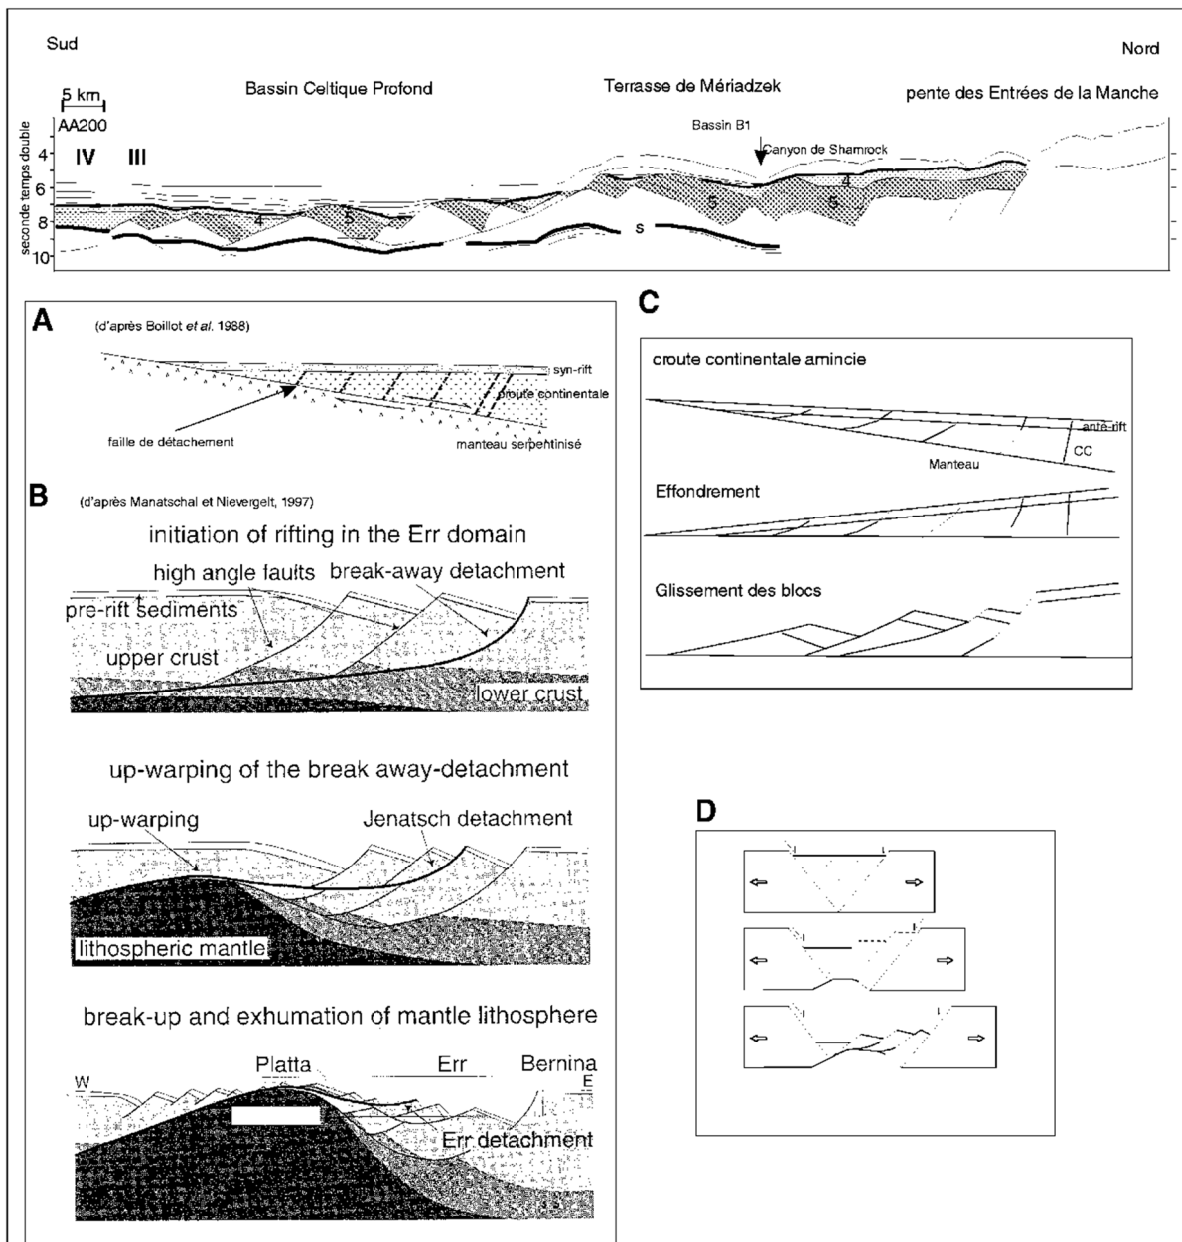 Sud
Nord
Bassin Celtique Profond
Terrasse de Mériadzek
pente des Entrées de la Manche
5 km
AA200
Bassin B1
Canyon de Shamrock
IV
III
seconde temps double
4
6
8
10
4
5
5
4
5
S
A
(d'après Boillot et al. 1988)
syn-rift
croute continentale
faille de détachement
manteau serpentinisé
B
(d'après Manatschal et Nievergelt, 1997)
initiation of rifting in the Err domain
high angle faults
break-away detachment
pre-rift sediments
upper crust
lower crust
up-warping of the break away-detachment
up-warping
Jenatsch detachment
lithospheric mantle
break-up and exhumation of mantle lithosphere
Platta
Err
Bernina
W
E
Err detachment
C
croute continentale amincie
anté-rift
CC
Manteau
Effondrement
Glissement des blocs
D